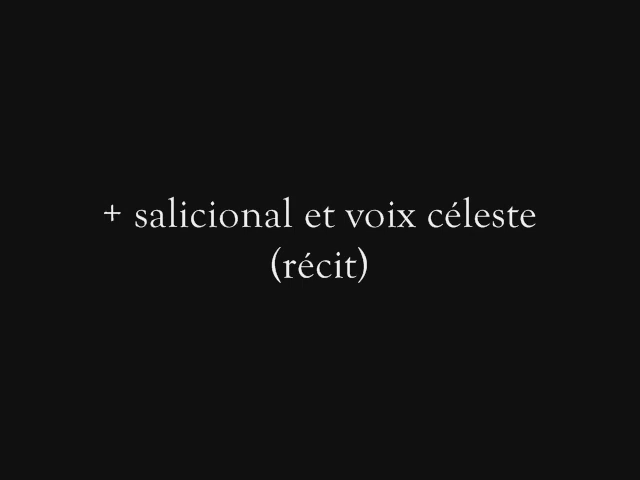 + salicional et voix céleste
(récit)